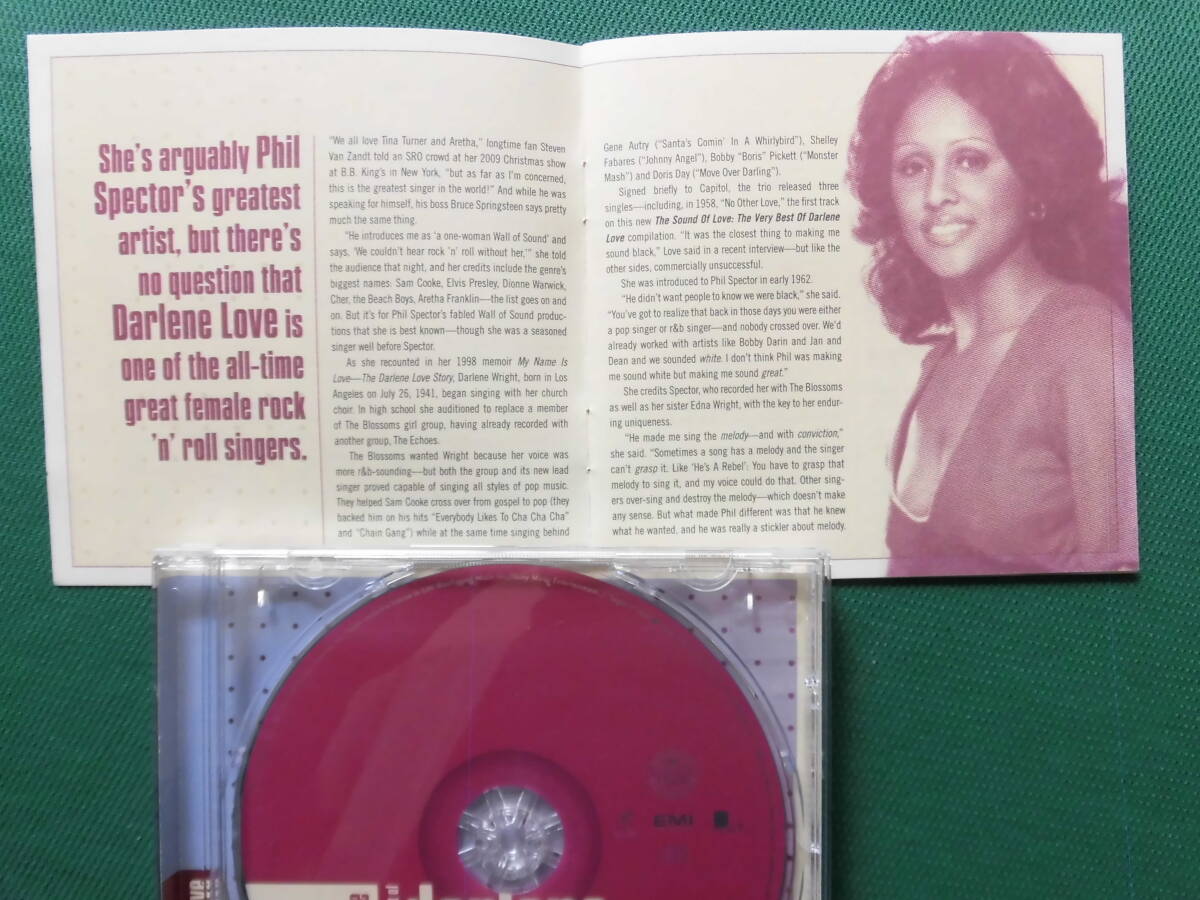 She's arguably Phil
Spector's greatest
artist, but there's
no question that
Darlene Love is
one of the all-time
great female rock
'n' roll singers.
"We all love Tina Turner and Aretha," longtime fan Steven
Van Zandt told an SRO crowd at her 2009 Christmas show
at B.B. King's in New York, "but as far as I'm concerned,
this is the greatest singer in the world!" And while he was
speaking for himself, his boss Bruce Springsteen says pretty
much the same thing.
"He introduces me as 'a one-woman Wall of Sound' and
says, 'We couldn't hear rock 'n' roll without her,'" she told
the audience that night, and her credits include the genre's
biggest names: Sam Cooke, Elvis Presley, Dionne Warwick,
Cher, the Beach Boys, Aretha Franklin—the list goes on and
on. But it's for Phil Spector's fabled Wall of Sound produc-
tions that she is best known—though she was a seasoned
singer well before Spector.
As she recounted in her 1998 memoir My Name Is
Love—The Darlene Love Story, Darlene Wright, born in Los
Angeles on July 26, 1941, began singing with her church
choir. In high school she auditioned to replace a member
of The Blossoms girl group, having already recorded with
another group, The Echoes.
The Blossoms wanted Wright because her voice was
more r&b-sounding—but both the group and its new lead
singer proved capable of singing all styles of pop music.
They helped Sam Cooke cross over from gospel to pop (they
backed him on his hits "Everybody Likes To Cha Cha Cha"
and "Chain Gang") while at the same time singing behind
Gene Autry ("Santa's Comin' In A Whirlybird"), Shelley
Fabares ("Johnny Angel"), Bobby "Boris" Pickett ("Monster
Mash") and Doris Day ("Move Over Darling").
Signed briefly to Capitol, the trio released three
singles—including, in 1958, "No Other Love," the first track
on this new The Sound Of Love: The Very Best Of Darlene
Love compilation. "It was the closest thing to making me
sound black," Love said in a recent interview—but like the
other sides, commercially unsuccessful.
She was introduced to Phil Spector in early 1962.
"He didn't want people to know we were black," she said.
"You've got to realize that back in those days you were either
a pop singer or r&b singer—and nobody crossed over. We'd
already worked with artists like Bobby Darin and Jan and
Dean and we sounded white. I don't think Phil was making
me sound white but making me sound great."
She credits Spector, who recorded her with The Blossoms
as well as her sister Edna Wright, with the key to her endur-
ing uniqueness.
"He made me sing the melody—and with conviction,"
she said. "Sometimes a song has a melody and the singer
can't grasp it. Like 'He's A Rebel': You have to grasp that
melody to sing it, and my voice could do that. Other sing-
ers over-sing and destroy the melody—which doesn't make
any sense. But what made Phil different was that he knew
what he wanted, and he was really a stickler about melody.
EMI
of